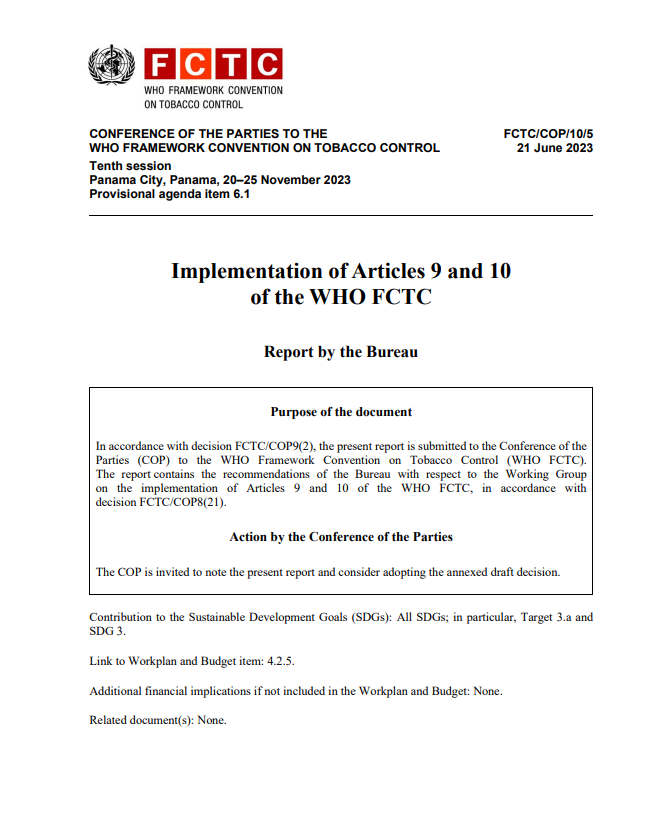 FCTC
WHO FRAMEWORK CONVENTION
ON TOBACCO CONTROL
CONFERENCE OF THE PARTIES TO THE
WHO FRAMEWORK CONVENTION ON TOBACCO CONTROL
FCTC/COP/10/5
21 June 2023
Tenth session
Panama City, Panama, 20–25 November 2023
Provisional agenda item 6.1
Implementation of Articles 9 and 10
of the WHO FCTC
Report by the Bureau
Purpose of the document
In accordance with decision FCTC/COP9(2), the present report is submitted to the Conference of the
Parties (COP) to the WHO Framework Convention on Tobacco Control (WHO FCTC).
The report contains the recommendations of the Bureau with respect to the Working Group
on the implementation of Articles 9 and 10 of the WHO FCTC, in accordance with
decision FCTC/COP8(21).
Action by the Conference of the Parties
The COP is invited to note the present report and consider adopting the annexed draft decision.
Contribution to the Sustainable Development Goals (SDGs): All SDGs; in particular, Target 3.a and
SDG 3.
Link to Workplan and Budget item: 4.2.5.
Additional financial implications if not included in the Workplan and Budget: None.
Related document(s): None.